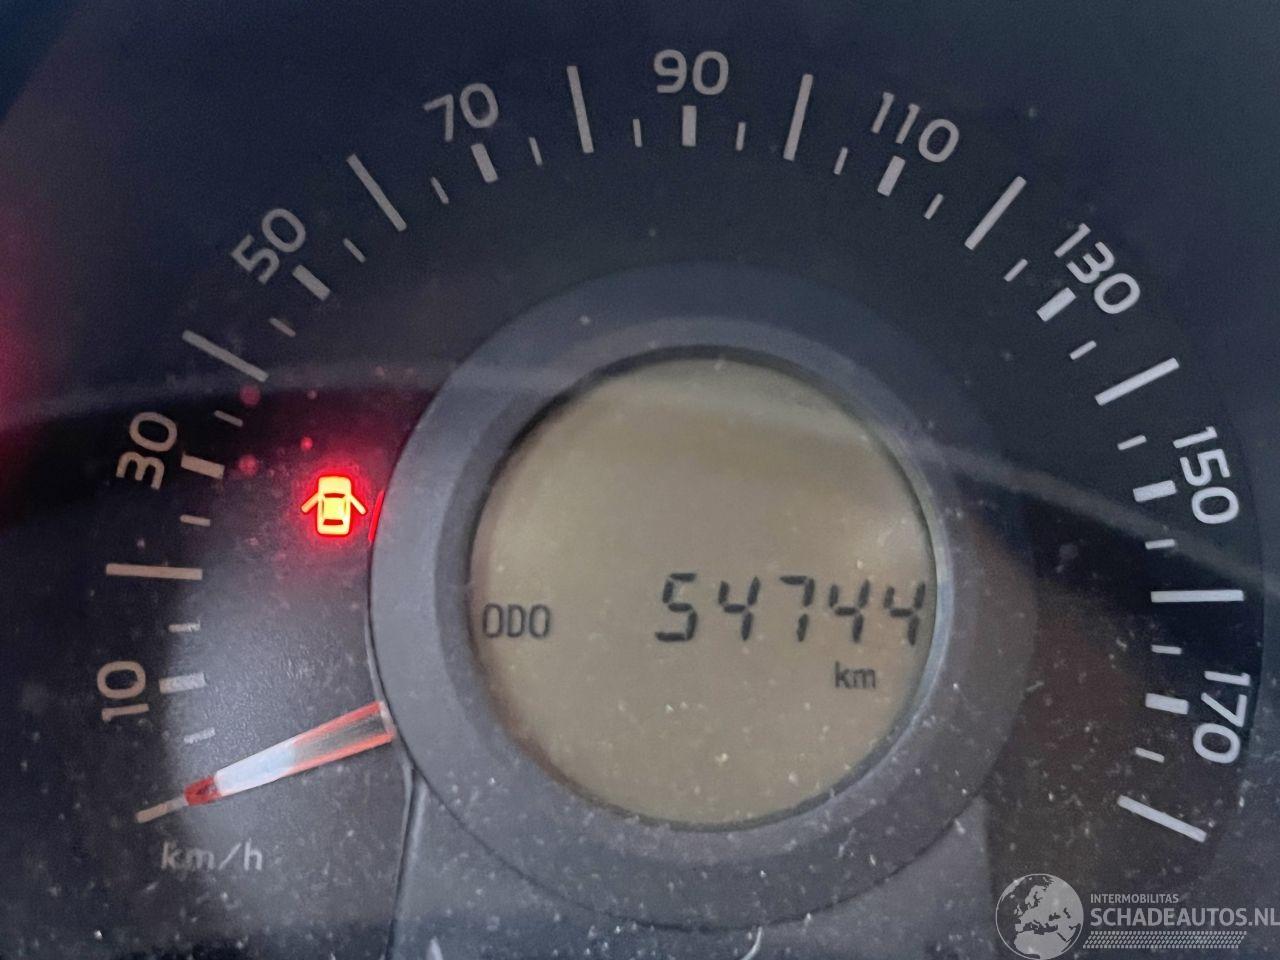 90
70
110
50
130
30
150
ODO 54744
km
10
170
km/h
INTERMOBILITAS
SCHADEAUTOS.NL